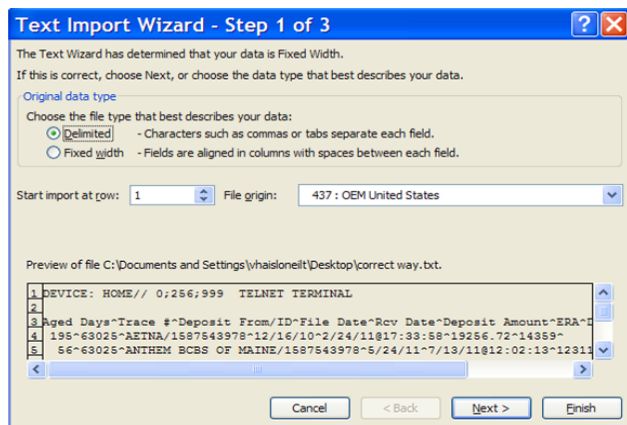 Text Import Wizard - Step 1 of 3
The Text Wizard has determined that your data is Fixed Width.
If this is correct, choose Next, or choose the data type that best describes your data.
Original data type
Choose the file type that best describes your data:
Delimited - Characters such as commas or tabs separate each field.
Fixed width - Fields are aligned in columns with spaces between each field.
Start import at row: 1 File origin: 437 : OEM United States
Preview of file C:\Documents and Settings\vhaisloneilt\Desktop\correct way.txt.
1 DEVICE: HOME// 0;256;999 TELNET TERMINAL
2
3 Aged Days^Trace #^Deposit From/ID^File Date^Rcv Date^Deposit Amount^ERA^D
4 195^63025^AETNA/1587543978^12/16/10^2/24/11@17:33:58^19256.72^14359^
5 56^63025^ANTHEM BCBS OF MAINE/1587543978^5/24/11^7/13/11@12:02:13^12311
Cancel < Back Next > Finish